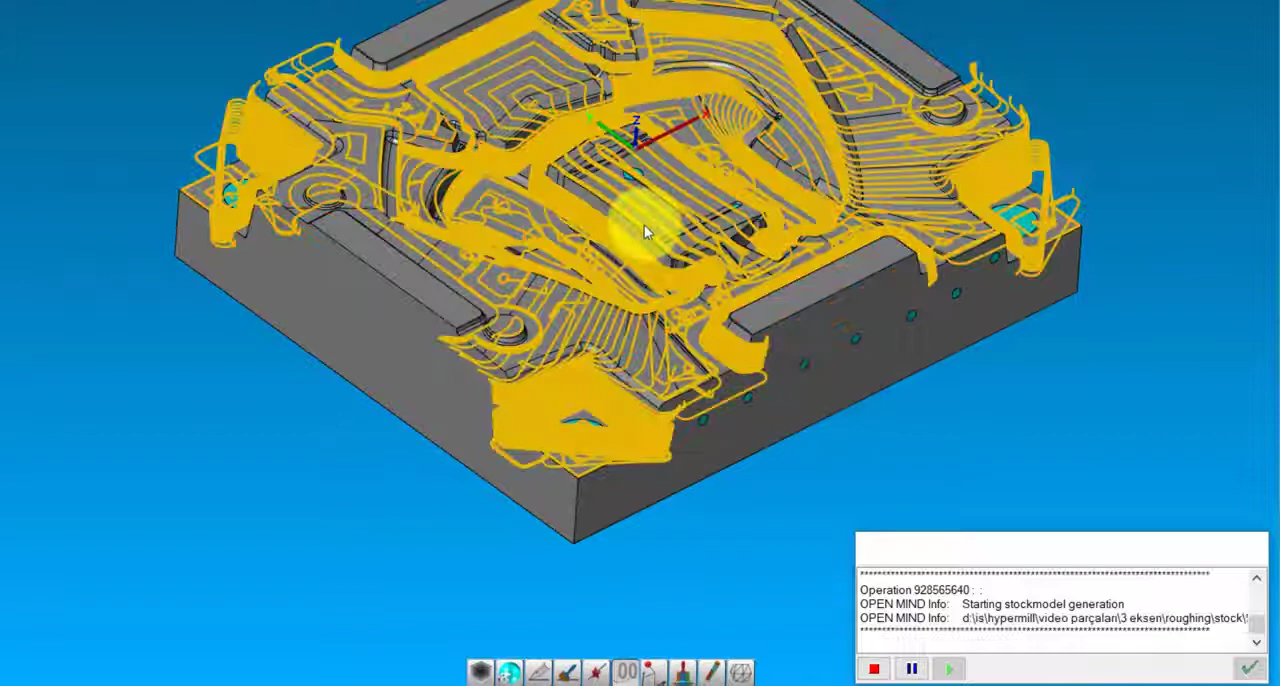 Z
X
Operation 928565640 : :
OPEN MIND Info: Starting stockmodel generation
OPEN MIND Info: d:\is\hypermill\video parçaları\3 eksen\roughing\stock\